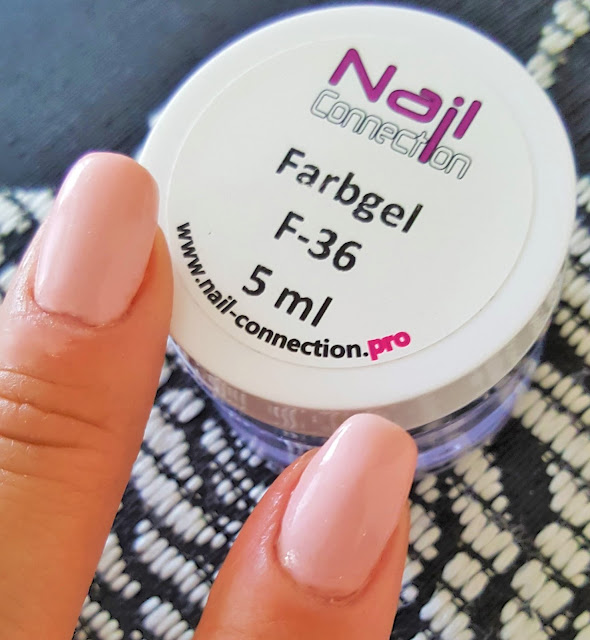 Nail
Connection
Farbgel
F-36
5 ml
www.nail-connection.pro